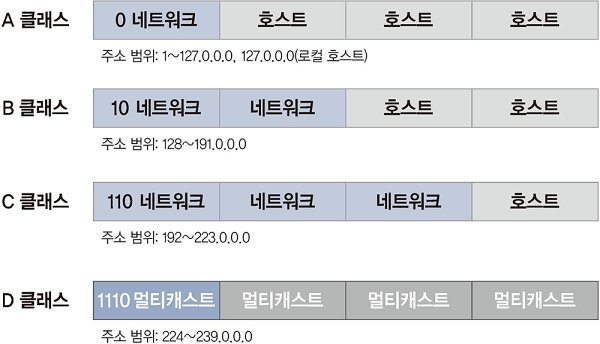 A 클래스 0 네트워크 호스트 호스트 호스트
주소 범위: 1~127.0.0.0, 127.0.0.0(로컬 호스트)
B 클래스 10 네트워크 네트워크 호스트 호스트
주소 범위: 128~191.0.0.0
C 클래스 110 네트워크 네트워크 네트워크 호스트
주소 범위: 192~223.0.0.0
D 클래스 1110 멀티캐스트 멀티캐스트 멀티캐스트 멀티캐스트
주소 범위: 224~239.0.0.0